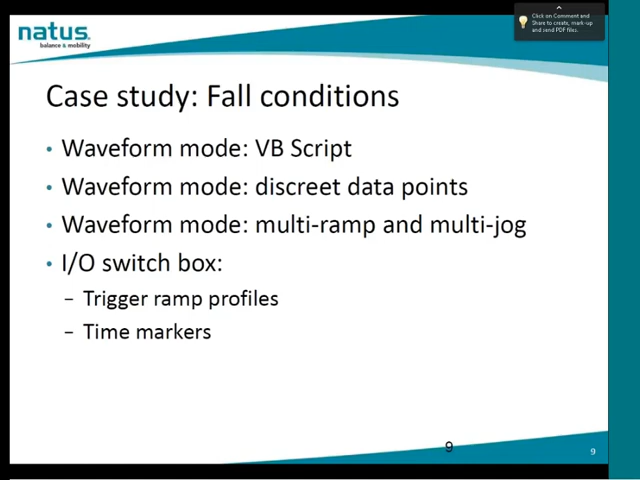 natus.
balance & mobility
Click on Comment and
Share to create, mark-up
and send PDF files.
Case study: Fall conditions
• Waveform mode: VB Script
• Waveform mode: discreet data points
• Waveform mode: multi-ramp and multi-jog
• I/O switch box:
– Trigger ramp profiles
– Time markers
9
9